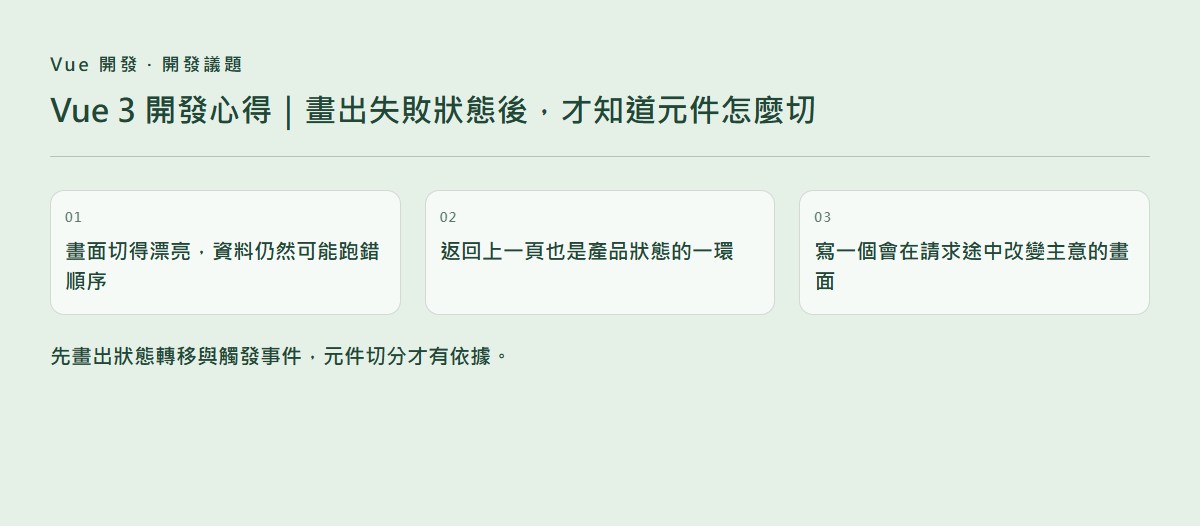 Vue 開發 · 開發議題
Vue 3 開發心得｜畫出失敗狀態後，才知道元件怎麼切
01
畫面切得漂亮，資料仍然可能跑錯
順序
02
返回上一頁也是產品狀態的一環
03
寫一個會在請求途中改變主意的畫
面
先畫出狀態轉移與觸發事件，元件切分才有依據。